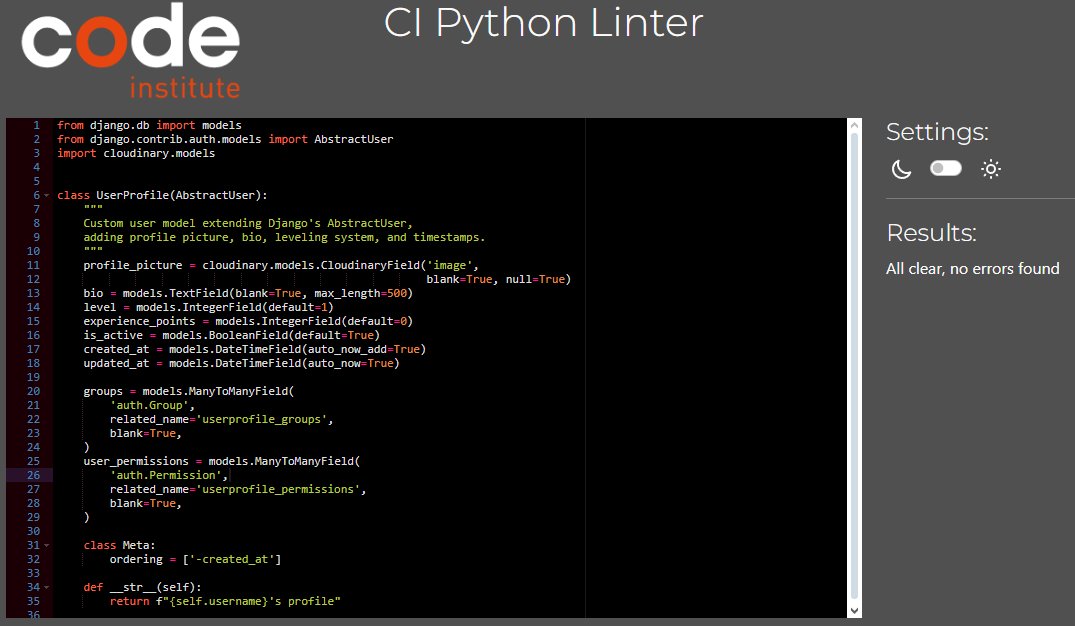 code
institute
CI Python Linter
1 from django.db import models
2 from django.contrib.auth.models import AbstractUser
3 import cloudinary.models
4
5
6 class UserProfile(AbstractUser):
7     """
8     Custom user model extending Django's AbstractUser,
9     adding profile picture, bio, leveling system, and timestamps.
10     """
11     profile_picture = cloudinary.models.CloudinaryField('image',
12                                                         blank=True, null=True)
13     bio = models.TextField(blank=True, max_length=500)
14     level = models.IntegerField(default=1)
15     experience_points = models.IntegerField(default=0)
16     is_active = models.BooleanField(default=True)
17     created_at = models.DateTimeField(auto_now_add=True)
18     updated_at = models.DateTimeField(auto_now=True)
19
20     groups = models.ManyToManyField(
21         'auth.Group',
22         related_name='userprofile_groups',
23         blank=True,
24     )
25     user_permissions = models.ManyToManyField(
26         'auth.Permission',
27         related_name='userprofile_permissions',
28         blank=True,
29     )
30
31     class Meta:
32         ordering = ['-created_at']
33
34     def __str__(self):
35         return f"{self.username}'s profile"
36
Settings:
Results:
All clear, no errors found